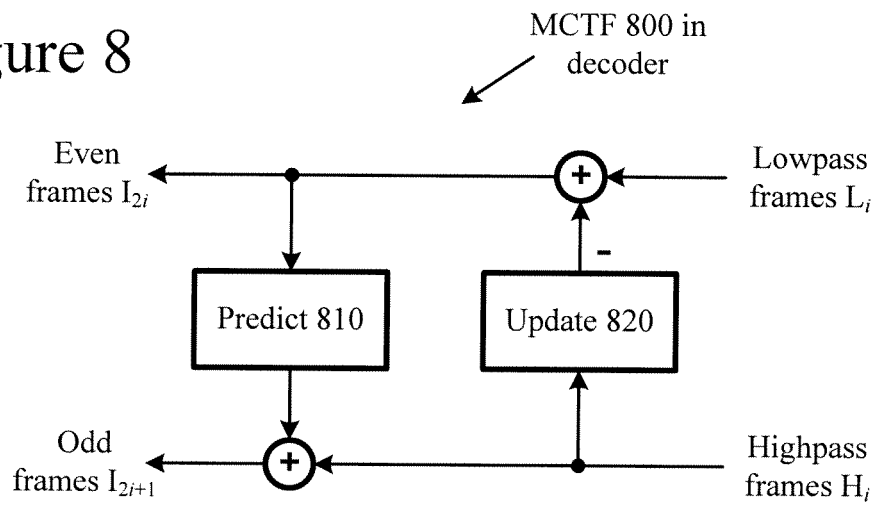 gure 8
MCTF 800 in
decoder
Even
frames I2i
+
Lowpass
frames Li
-
Predict 810
Update 820
Odd
frames I2i+1
+
Highpass
frames Hi